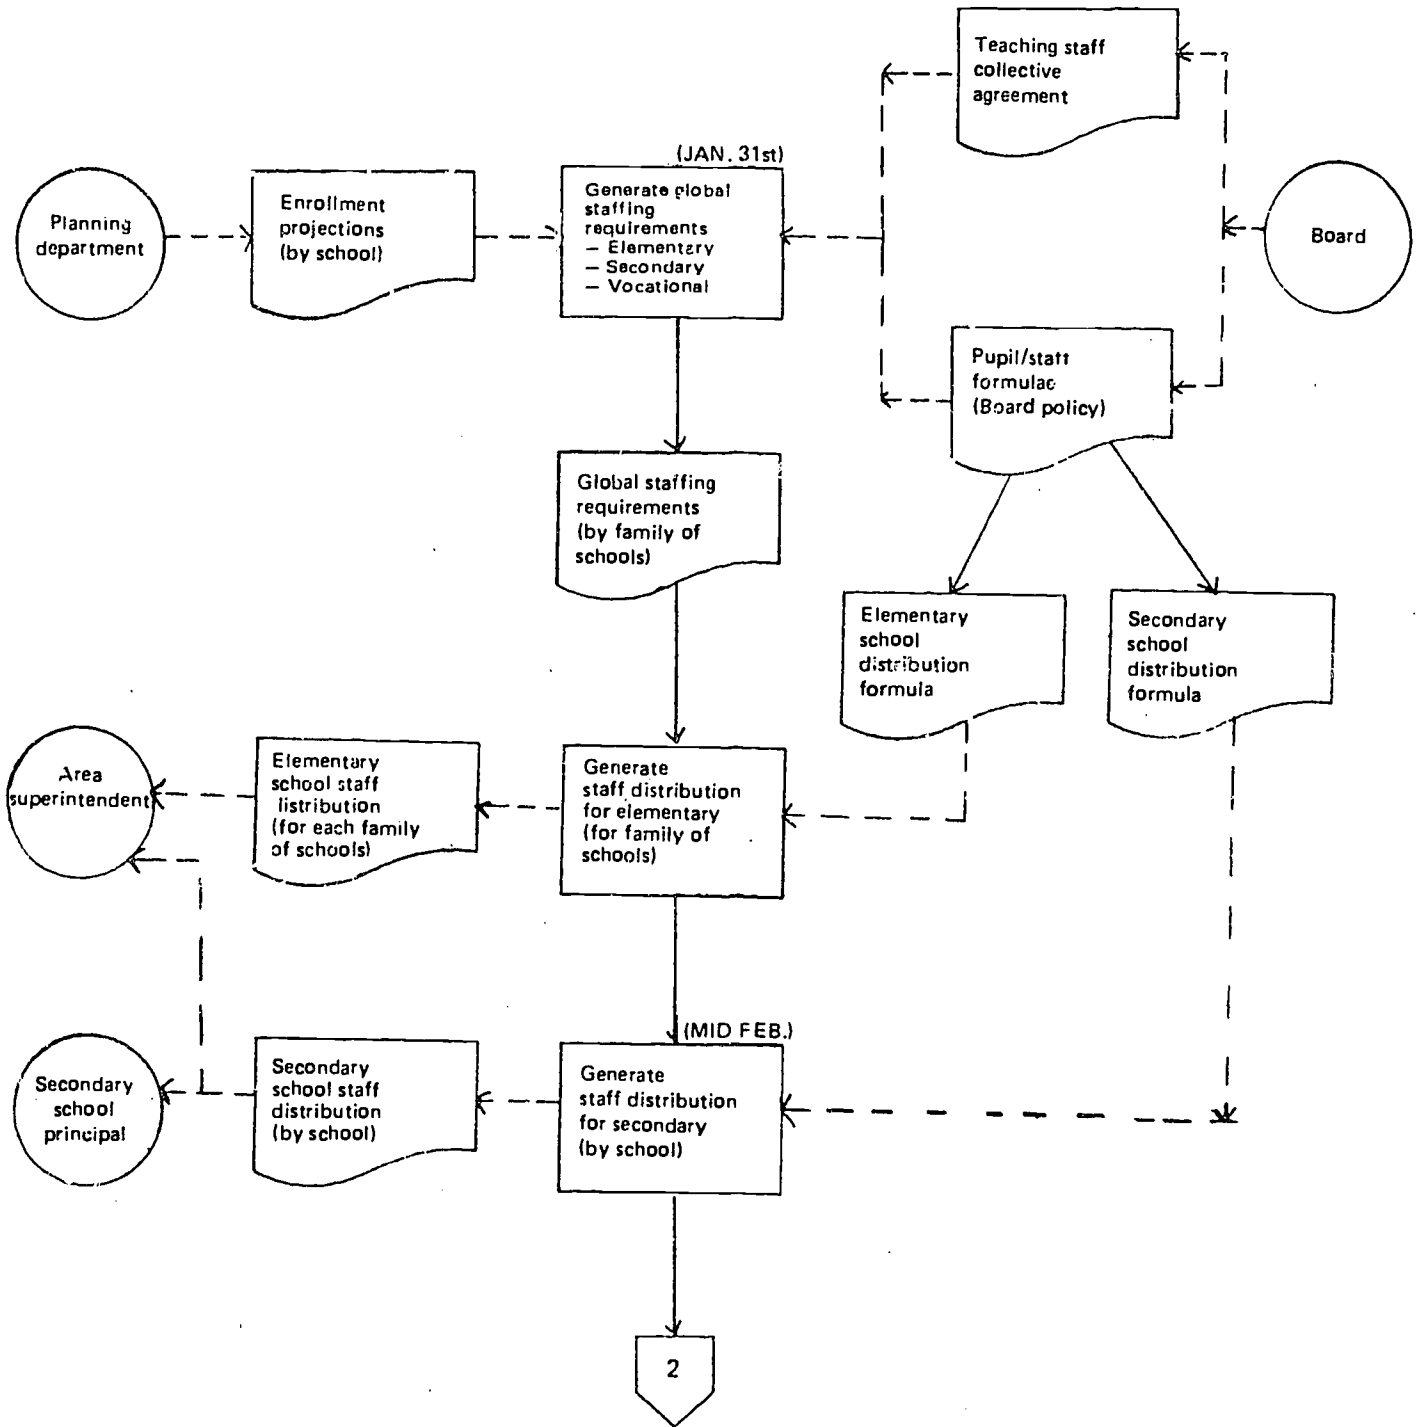 Teaching staff
collective
agreement
(JAN. 31st)
Planning
department
Enrollment
projections
(by school)
Generate global
staffing
requirements
— Elementary
— Secondary
— Vocational
Board
Pupil/staff
formulae
(Board policy)
Global staffing
requirements
(by family of
schools)
Elementary
school
distribution
formula
Secondary
school
distribution
formula
Area
superintendent
Elementary
school staff
listribution
(for each family
of schools)
Generate
staff distribution
for elementary
(for family of
schools)
(MID FEB.)
Secondary
school
principal
Secondary
school staff
distribution
(by school)
Generate
staff distribution
for secondary
(by school)
2